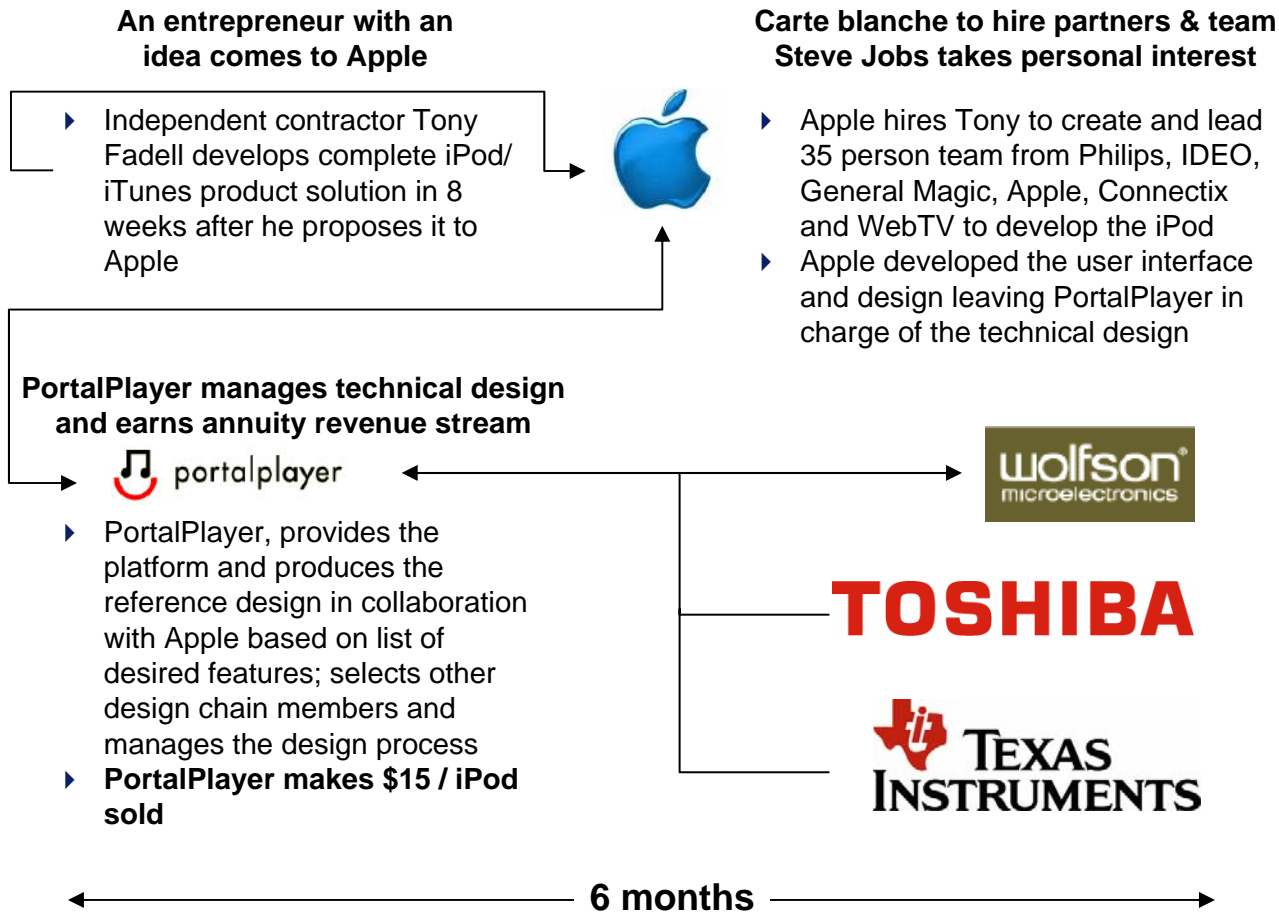 An entrepreneur with an
idea comes to Apple
Independent contractor Tony
Fadell develops complete iPod/
iTunes product solution in 8
weeks after he proposes it to
Apple
Carte blanche to hire partners & team
Steve Jobs takes personal interest
Apple hires Tony to create and lead
35 person team from Philips, IDEO,
General Magic, Apple, Connectix
and WebTV to develop the iPod
Apple developed the user interface
and design leaving PortalPlayer in
charge of the technical design
PortalPlayer manages technical design
and earns annuity revenue stream
portalplayer
PortalPlayer, provides the
platform and produces the
reference design in collaboration
with Apple based on list of
desired features; selects other
design chain members and
manages the design process
PortalPlayer makes $15 / iPod
sold
wolfson®
microelectronics
TOSHIBA
ti
TEXAS
INSTRUMENTS
6 months